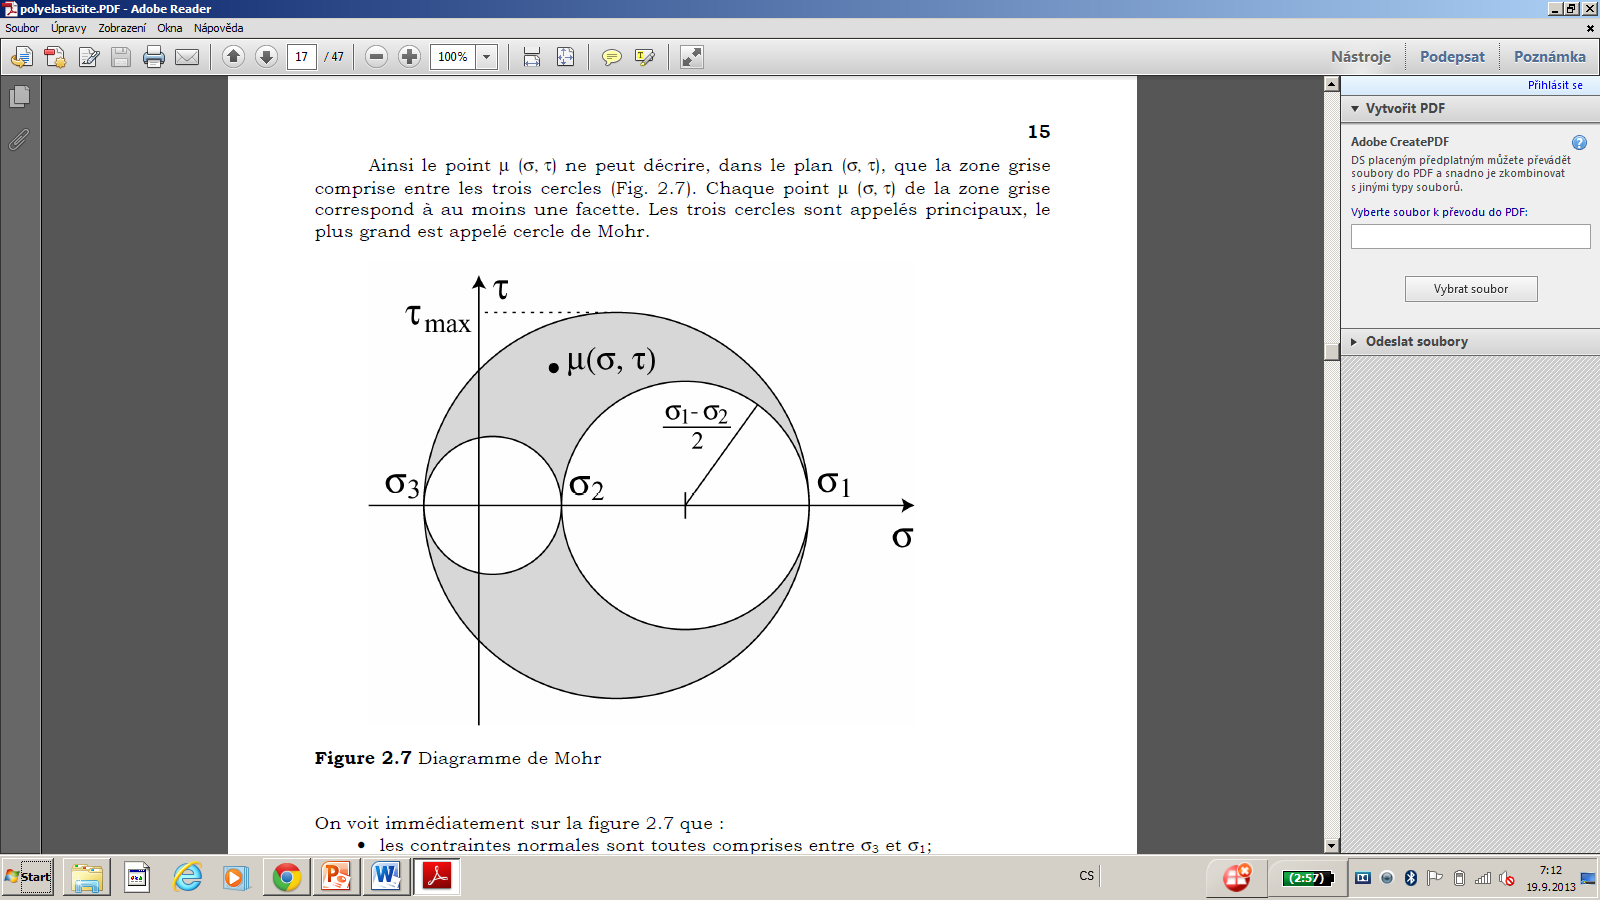 polyelasticite.PDF - Adobe Reader
Soubor Úpravy Zobrazení Okna Nápověda
17 / 47 100% Nástroje Podepsat Poznámka
Přihlásit se
Vytvořit PDF
Adobe CreatePDF
DS placeným předplatným můžete převádět
soubory do PDF a snadno je zkombinovat
s jinými typy souborů.
Vyberte soubor k převodu do PDF:
Vybrat soubor
Odeslat soubory
15
Ainsi le point μ (σ, τ) ne peut décrire, dans le plan (σ, τ), que la zone grise
comprise entre les trois cercles (Fig. 2.7). Chaque point μ (σ, τ) de la zone grise
correspond à au moins une facette. Les trois cercles sont appelés principaux, le
plus grand est appelé cercle de Mohr.
τ
τmax
μ(σ, τ)
σ1 - σ2
2
σ3
σ2
σ1
σ
Figure 2.7 Diagramme de Mohr
On voit immédiatement sur la figure 2.7 que :
• les contraintes normales sont toutes comprises entre σ3 et σ1;
Start
CS
(2:57)
7:12
19.9.2013